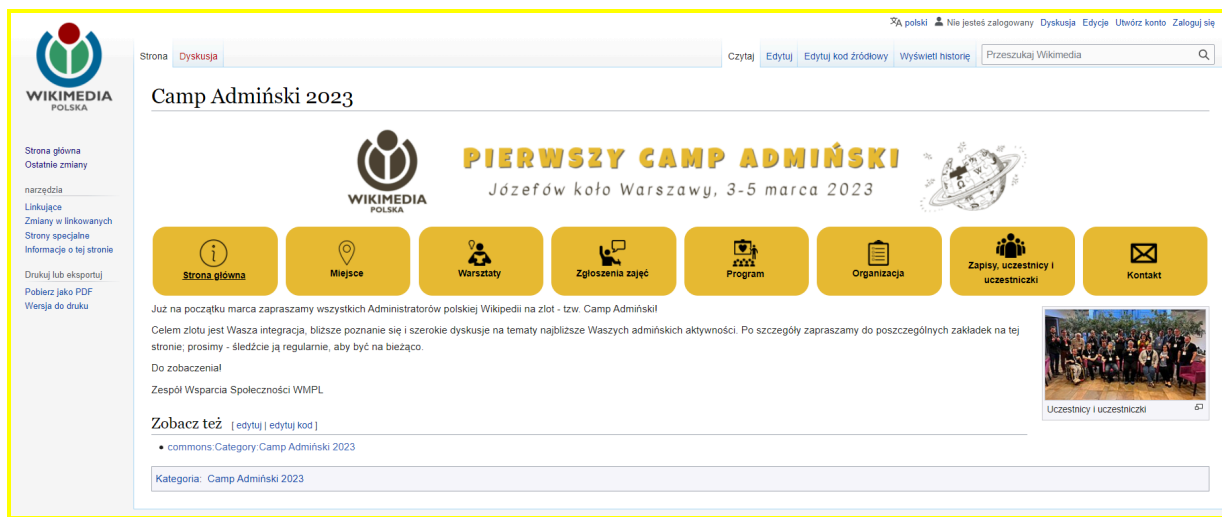 polski Nie jesteś zalogowany Dyskusja Edycje Utwórz konto Zaloguj się
WIKIMEDIA
POLSKA
Strona Dyskusja
Czytaj Edytuj Edytuj kod źródłowy Wyświetl historię Przeszukaj Wikimedia
Strona główna
Ostatnie zmiany
narzędzia
Linkujące
Zmiany w linkowanych
Strony specjalne
Informacje o tej stronie
Drukuj lub eksportuj
Pobierz jako PDF
Wersja do druku
Camp Admiński 2023
WIKIMEDIA
POLSKA
PIERWSZY CAMP ADMIŃSKI
Józefów koło Warszawy, 3-5 marca 2023
Strona główna
Miejsce
Warsztaty
Zgłoszenia zajęć
Program
Organizacja
Zapisy, uczestnicy i
uczestniczki
Kontakt
Już na początku marca zapraszamy wszystkich Administratorów polskiej Wikipedii na zlot - tzw. Camp Admiński!
Celem zlotu jest Wasza integracja, bliższe poznanie się i szerokie dyskusje na tematy najbliższe Waszych admińskich aktywności. Po szczegóły zapraszamy do poszczególnych zakładek na tej
stronie; prosimy - śledźcie ją regularnie, aby być na bieżąco.
Do zobaczenia!
Zespół Wsparcia Społeczności WMPL
Uczestnicy i uczestniczki
Zobacz też [ edytuj | edytuj kod ]
commons:Category:Camp Admiński 2023
Kategoria: Camp Admiński 2023